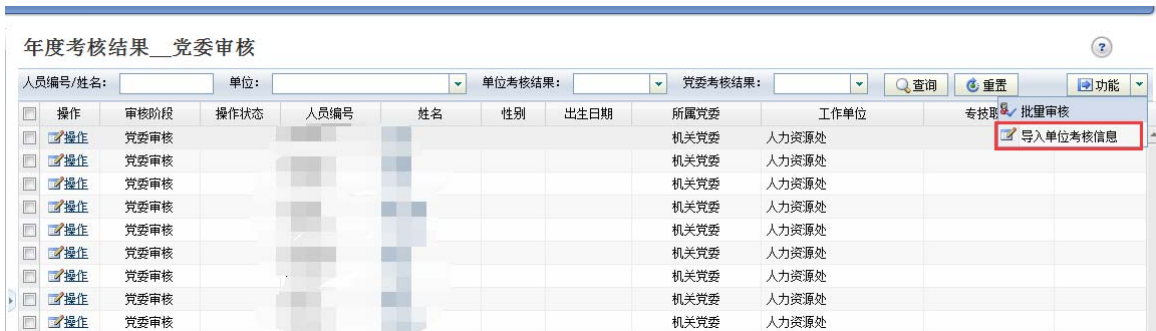 年度考核结果__党委审核
?
人员编号/姓名: 单位: 单位考核结果: 党委考核结果: 查询 重置 功能
操作 审核阶段 操作状态 人员编号 姓名 性别 出生日期 所属党委 工作单位 专技
批量审核
导入单位考核信息
操作 党委审核 机关党委 人力资源处
操作 党委审核 机关党委 人力资源处
操作 党委审核 机关党委 人力资源处
操作 党委审核 机关党委 人力资源处
操作 党委审核 机关党委 人力资源处
操作 党委审核 机关党委 人力资源处
操作 党委审核 机关党委 人力资源处
操作 党委审核 机关党委 人力资源处
操作 党委审核 机关党委 人力资源处